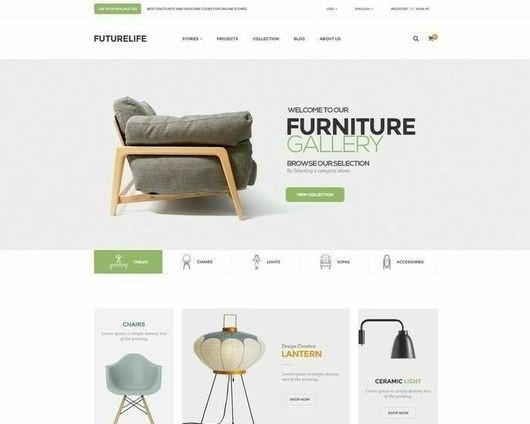 USE VOUCHER SALE 25% BEST DISCOUNTS AND VOUCHER CODES FOR ONLINE STORES USD ENGLISH REGISTER OR SIGN IN
FUTURELIFE STORES PROJECTS COLLECTION BLOG ABOUT US
WELCOME TO OUR
FURNITURE
GALLERY
BROWSE OUR SELECTION
By Selecting a category above
VIEW COLLECTION
TABLES CHAIRS LIGHTS SOFAS ACCESSORIES
CHAIRS
Lorem Ipsum is simply dummy text
of the printing.
Design Creative
LANTERN
Lorem Ipsum is simply dummy
text of the printing.
SHOP NOW
CERAMIC LIGHT
Lorem Ipsum is simply dummy text
of the printing.
SHOP NOW